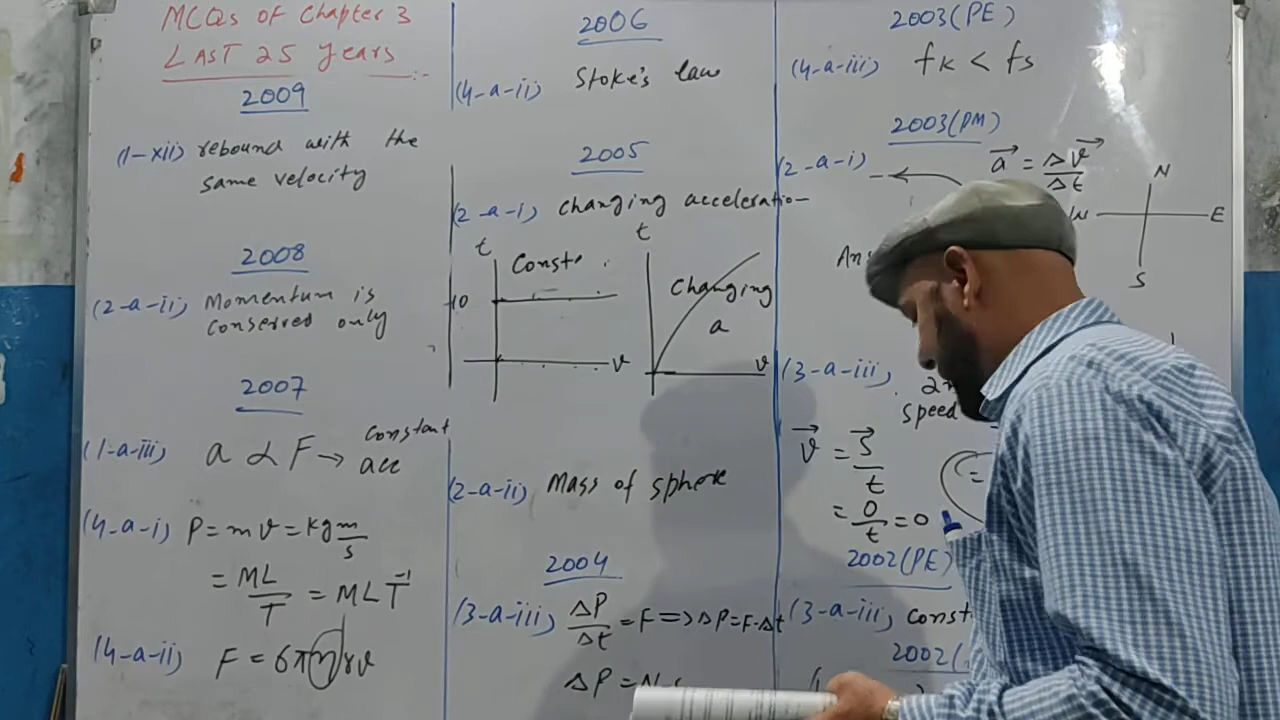 MCQs of Chapter 3
LAST 25 years
2009
(1-xii) rebound with the
same velocity
2008
(2-a-ii) Momentum is
conserved only
2007
(1-a-iii) a ∝ F → constant
acc
(4-a-i) P = mv = kg m/s
= ML/T = MLT⁻¹
(4-a-ii) F = 6πηrv
2006
(4-a-ii) Stoke's law
2005
(2-a-i) changing acceleratio-
t
Const.
10
v
t
Changing
a
v
(2-a-ii) Mass of sphere
2004
(3-a-iii) ΔP/Δt = F => ΔP = F·Δt
ΔP =
2003(PE)
(4-a-iii) fk < fs
2003(PM)
(2-a-i) a⃗ = Δv⃗/Δt
N
E
S
(3-a-iii)
speed
v⃗ = S⃗/t
= 0/t = 0
2002(PE)
(3-a-iii) const
2002(